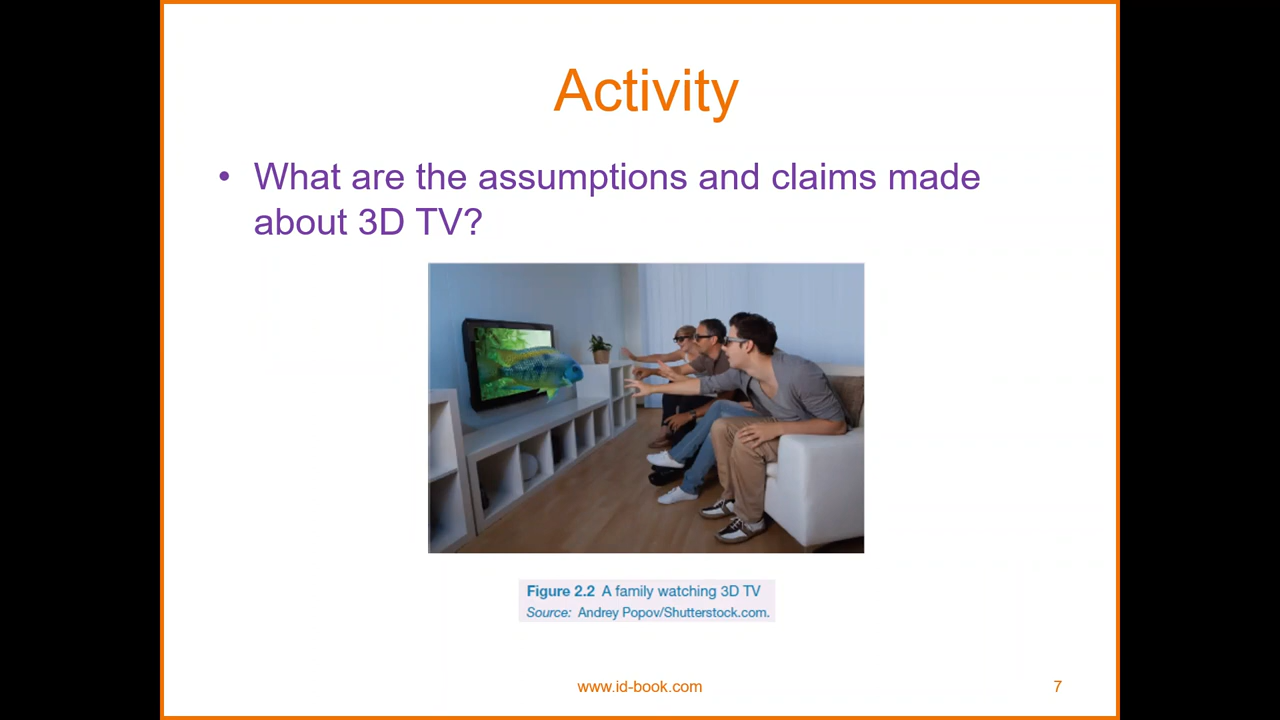 Activity
• What are the assumptions and claims made
about 3D TV?
Figure 2.2 A family watching 3D TV
Source: Andrey Popov/Shutterstock.com.
www.id-book.com
7